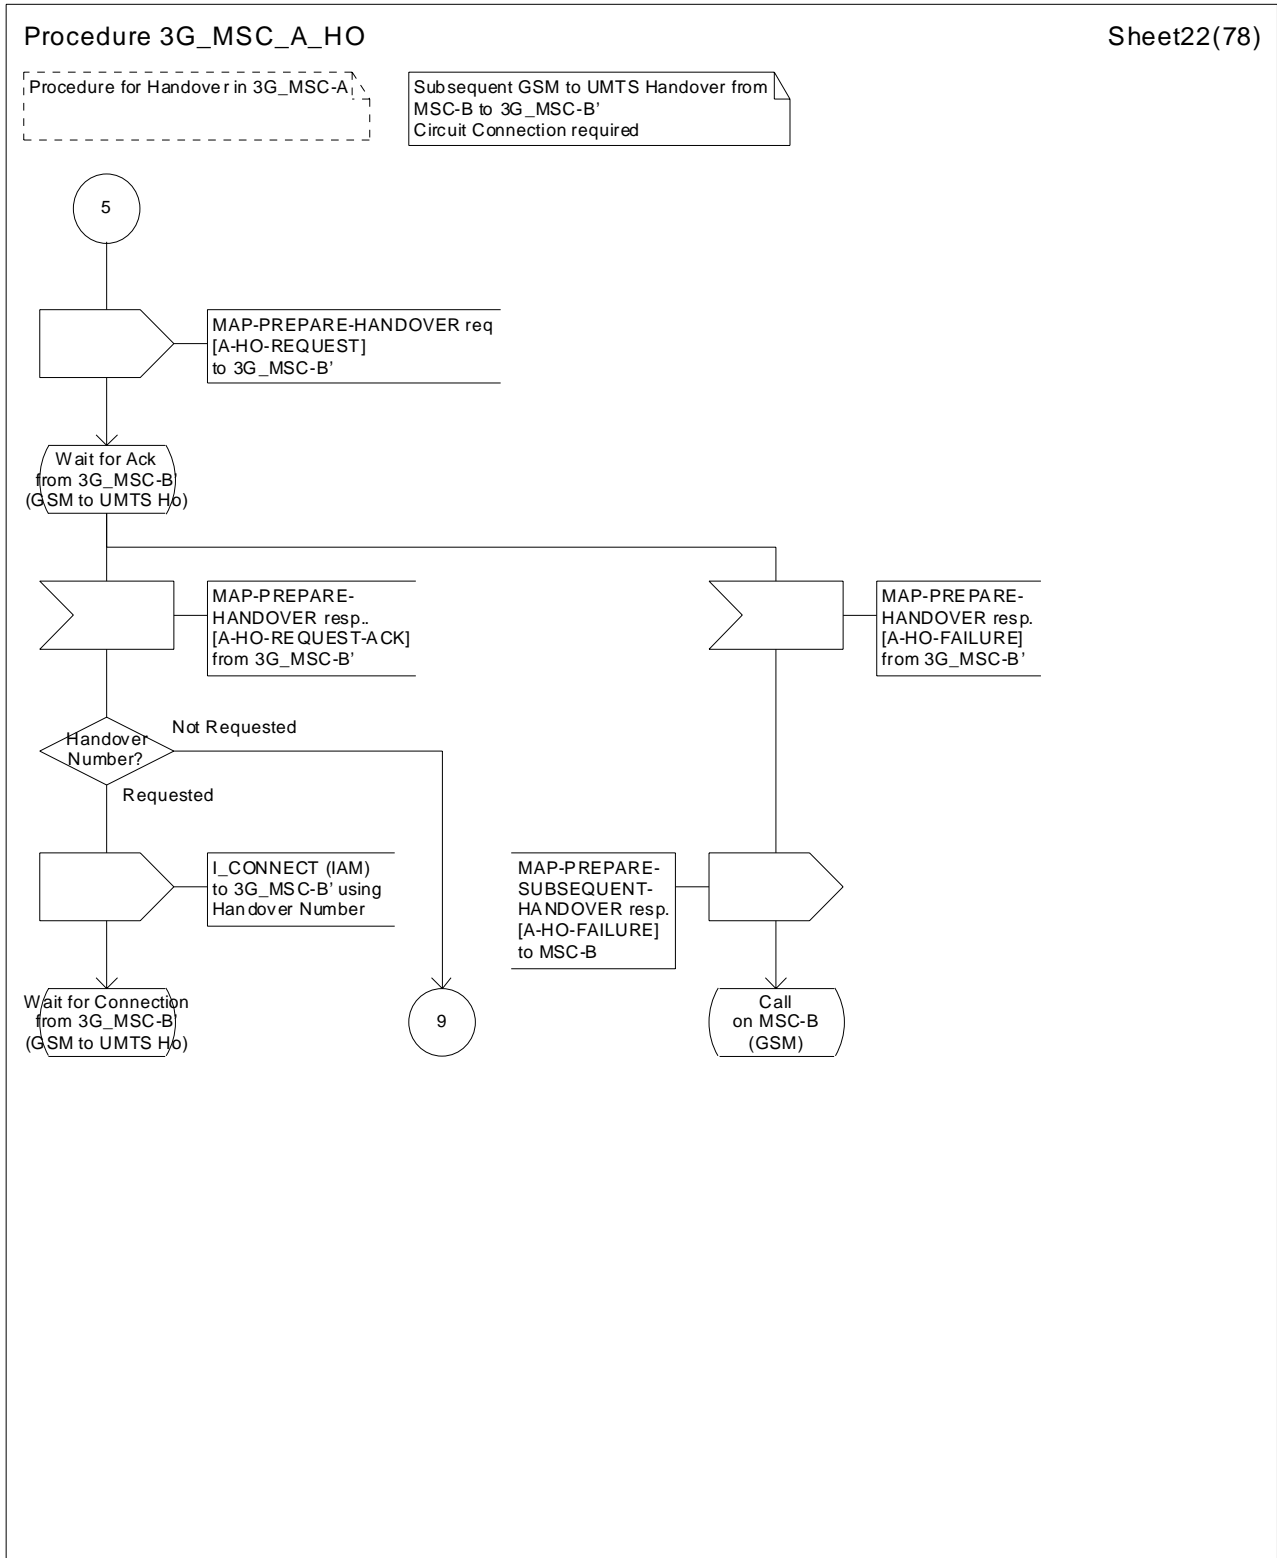 Procedure 3G_MSC_A_HO
Sheet22(78)
Procedure for Handover in 3G_MSC-A
Subsequent GSM to UMTS Handover from
MSC-B to 3G_MSC-B’
Circuit Connection required
5
MAP-PREPARE-HANDOVER req
[A-HO-REQUEST]
to 3G_MSC-B’
Wait for Ack
from 3G_MSC-B’
(GSM to UMTS Ho)
MAP-PREPARE-
HANDOVER resp..
[A-HO-REQUEST-ACK]
from 3G_MSC-B’
MAP-PREPARE-
HANDOVER resp.
[A-HO-FAILURE]
from 3G_MSC-B’
Handover
Number?
Not Requested
Requested
I_CONNECT (IAM)
to 3G_MSC-B’ using
Handover Number
MAP-PREPARE-
SUBSEQUENT-
HANDOVER resp.
[A-HO-FAILURE]
to MSC-B
Wait for Connection
from 3G_MSC-B’
(GSM to UMTS Ho)
9
Call
on MSC-B
(GSM)